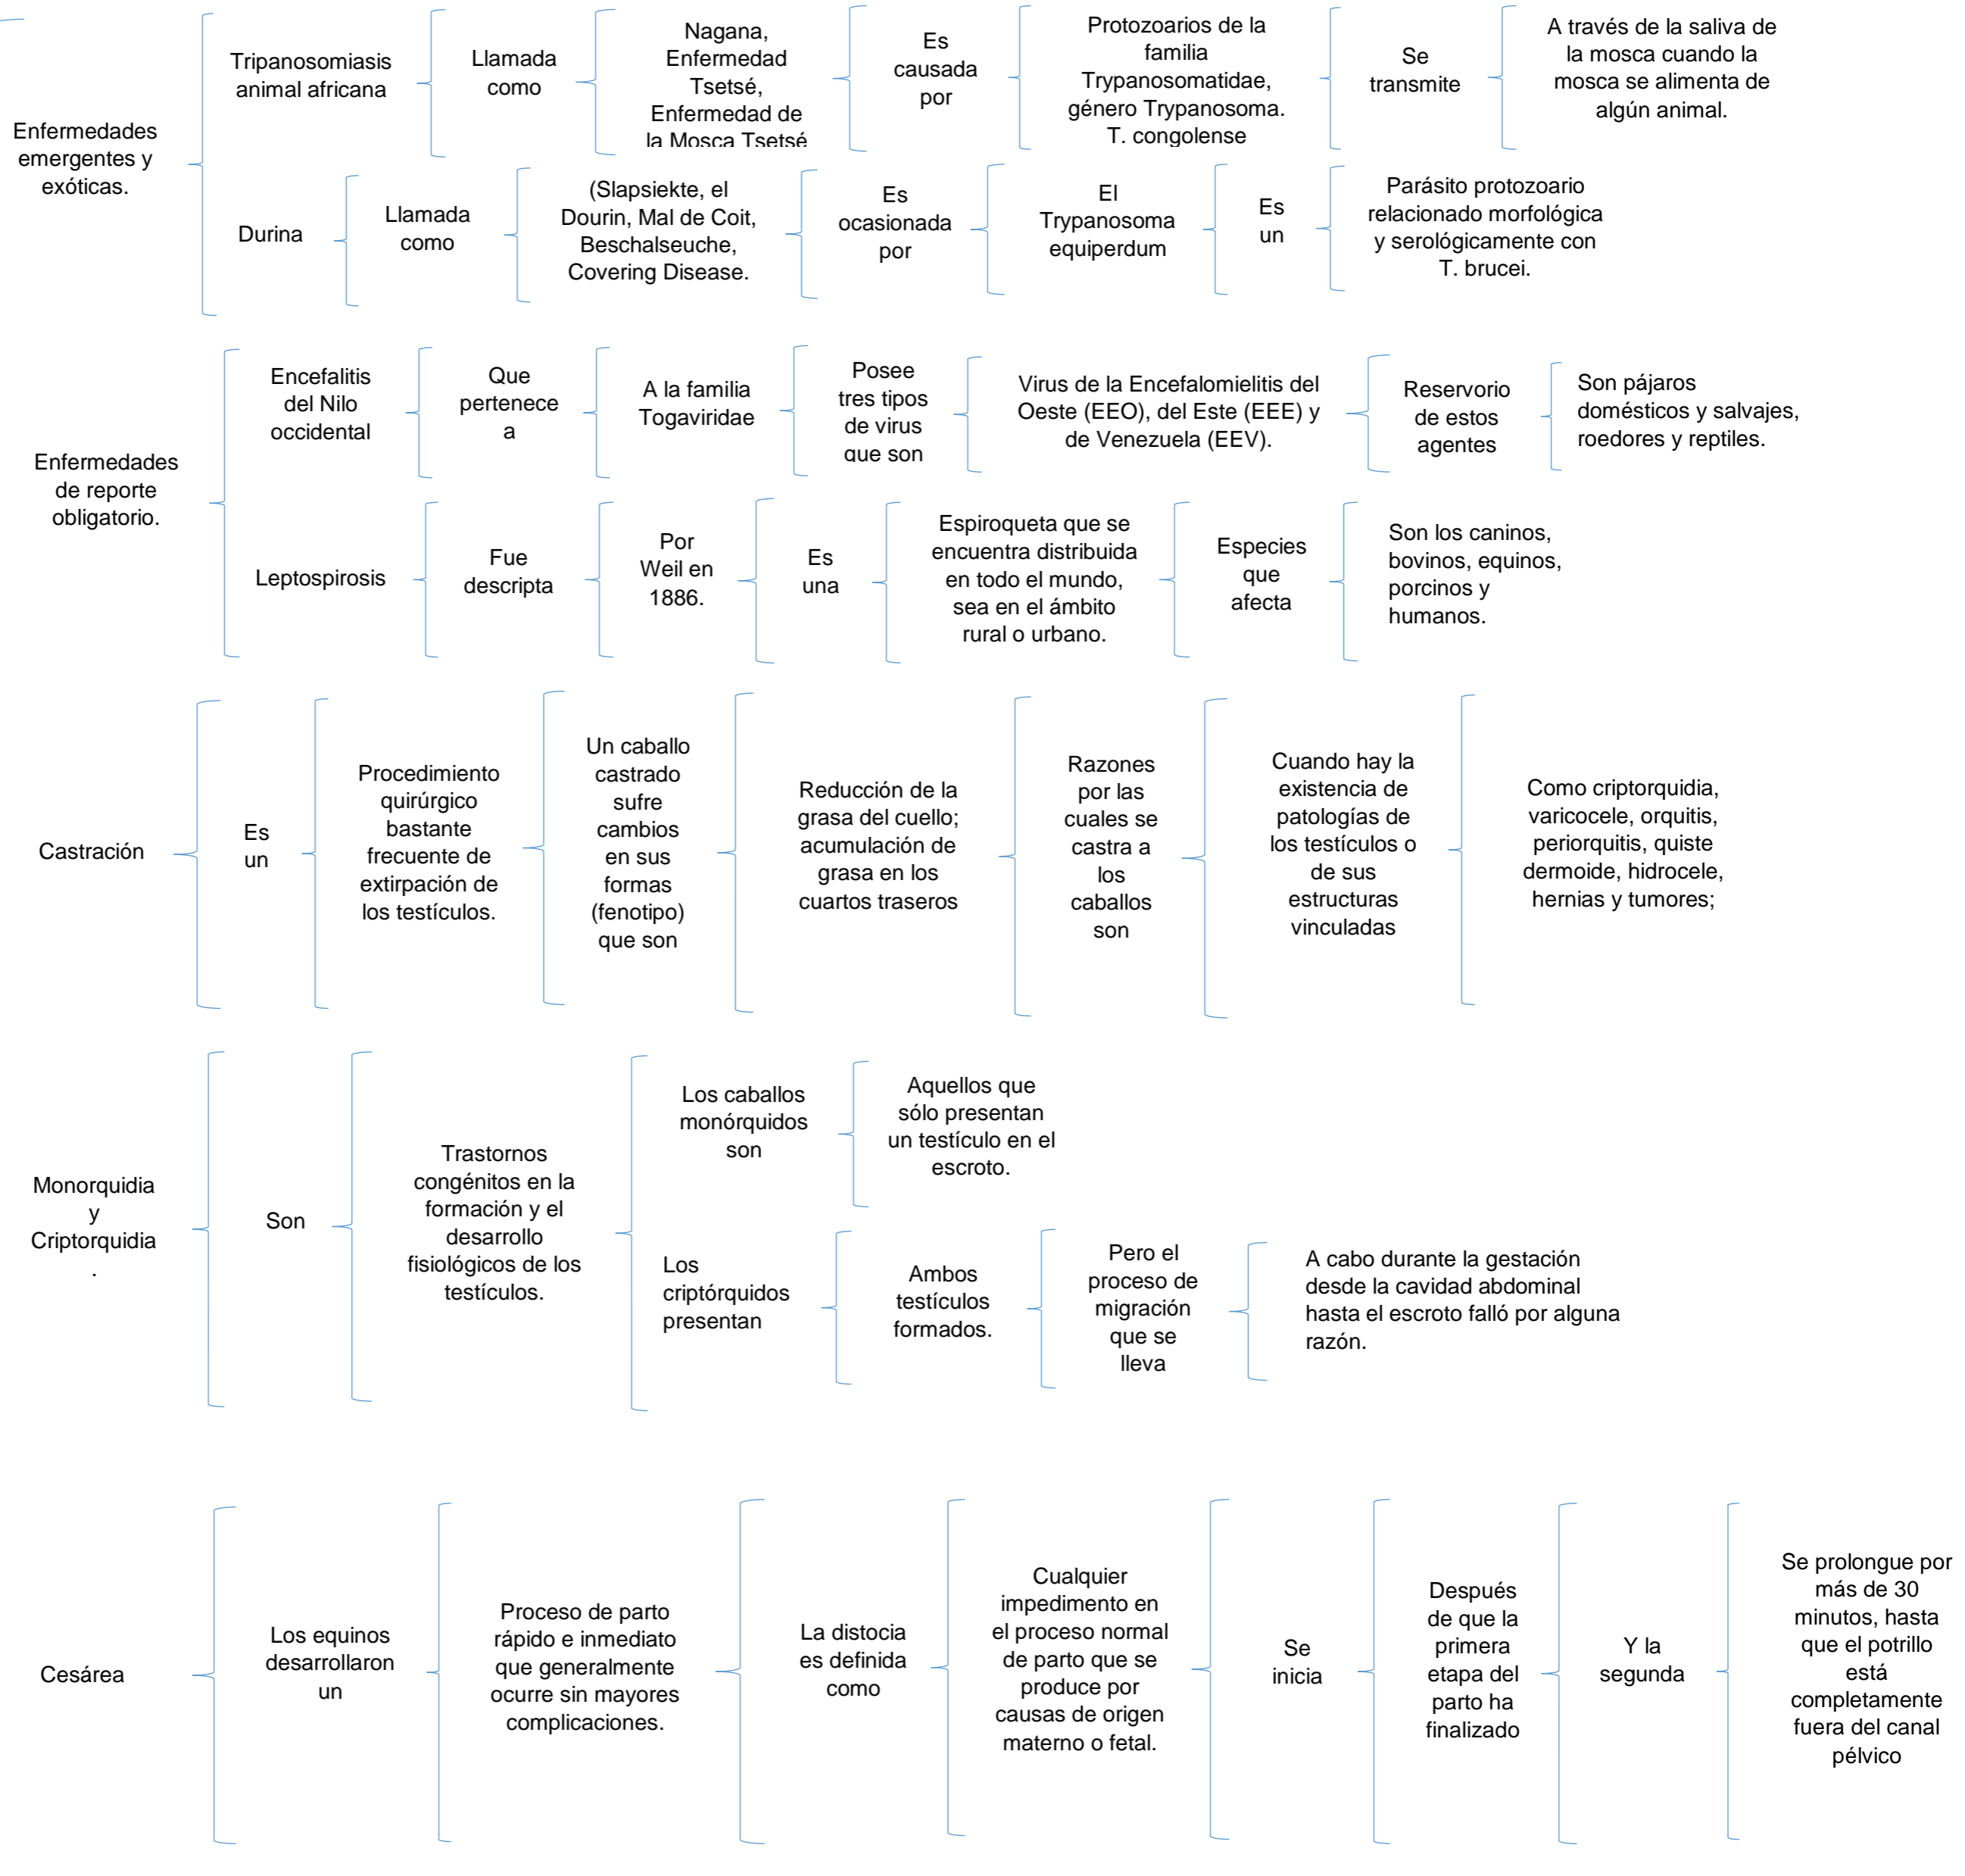 Enfermedades
emergentes y
exóticas.
Tripanosomiasis
animal africana
Llamada
como
Nagana,
Enfermedad
Tsetsé,
Enfermedad de
la Mosca Tsetsé
Es
causada
por
Protozoarios de la
familia
Trypanosomatidae,
género Trypanosoma.
T. congolense
Se
transmite
A través de la saliva de
la mosca cuando la
mosca se alimenta de
algún animal.
Durina
Llamada
como
(Slapsiekte, el
Dourin, Mal de Coit,
Beschalseuche,
Covering Disease.
Es
ocasionada
por
El
Trypanosoma
equiperdum
Es
un
Parásito protozoario
relacionado morfológica
y serológicamente con
T. brucei.
Enfermedades
de reporte
obligatorio.
Encefalitis
del Nilo
occidental
Que
pertenece
a
A la familia
Togaviridae
Posee
tres tipos
de virus
que son
Virus de la Encefalomielitis del
Oeste (EEO), del Este (EEE) y
de Venezuela (EEV).
Reservorio
de estos
agentes
Son pájaros
domésticos y salvajes,
roedores y reptiles.
Leptospirosis
Fue
descripta
Por
Weil en
1886.
Es
una
Espiroqueta que se
encuentra distribuida
en todo el mundo,
sea en el ámbito
rural o urbano.
Especies
que
afecta
Son los caninos,
bovinos, equinos,
porcinos y
humanos.
Castración
Es
un
Procedimiento
quirúrgico
bastante
frecuente de
extirpación de
los testículos.
Un caballo
castrado
sufre
cambios
en sus
formas
(fenotipo)
que son
Reducción de la
grasa del cuello;
acumulación de
grasa en los
cuartos traseros
Razones
por las
cuales se
castra a
los
caballos
son
Cuando hay la
existencia de
patologías de
los testículos o
de sus
estructuras
vinculadas
Como criptorquidia,
varicocele, orquitis,
periorquitis, quiste
dermoide, hidrocele,
hernias y tumores;
Monorquidia
y
Criptorquidia
.
Son
Trastornos
congénitos en la
formación y el
desarrollo
fisiológicos de los
testículos.
Los caballos
monórquidos
son
Aquellos que
sólo presentan
un testículo en el
escroto.
Los
criptórquidos
presentan
Ambos
testículos
formados.
Pero el
proceso de
migración
que se
lleva
A cabo durante la gestación
desde la cavidad abdominal
hasta el escroto falló por alguna
razón.
Cesárea
Los equinos
desarrollaron
un
Proceso de parto
rápido e inmediato
que generalmente
ocurre sin mayores
complicaciones.
La distocia
es definida
como
Cualquier
impedimento en
el proceso normal
de parto que se
produce por
causas de origen
materno o fetal.
Se
inicia
Después
de que la
primera
etapa del
parto ha
finalizado
Y la
segunda
Se prolongue por
más de 30
minutos, hasta
que el potrillo
está
completamente
fuera del canal
pélvico